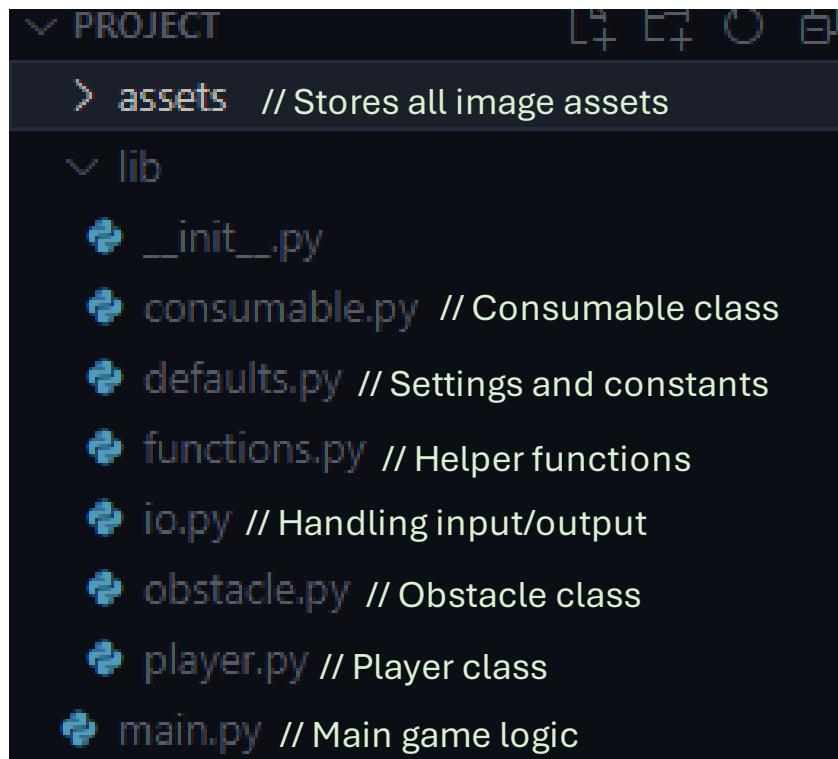 PROJECT
assets // Stores all image assets
lib
__init__.py
consumable.py // Consumable class
defaults.py // Settings and constants
functions.py // Helper functions
io.py // Handling input/output
obstacle.py // Obstacle class
player.py // Player class
main.py // Main game logic